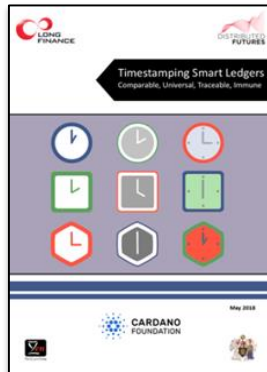 LONG
FINANCE
DISTRIBUTED
FUTURES
Timestamping Smart Ledgers
Comparable, Universal, Traceable, Immune
May 2018
CARDANO
FOUNDATION